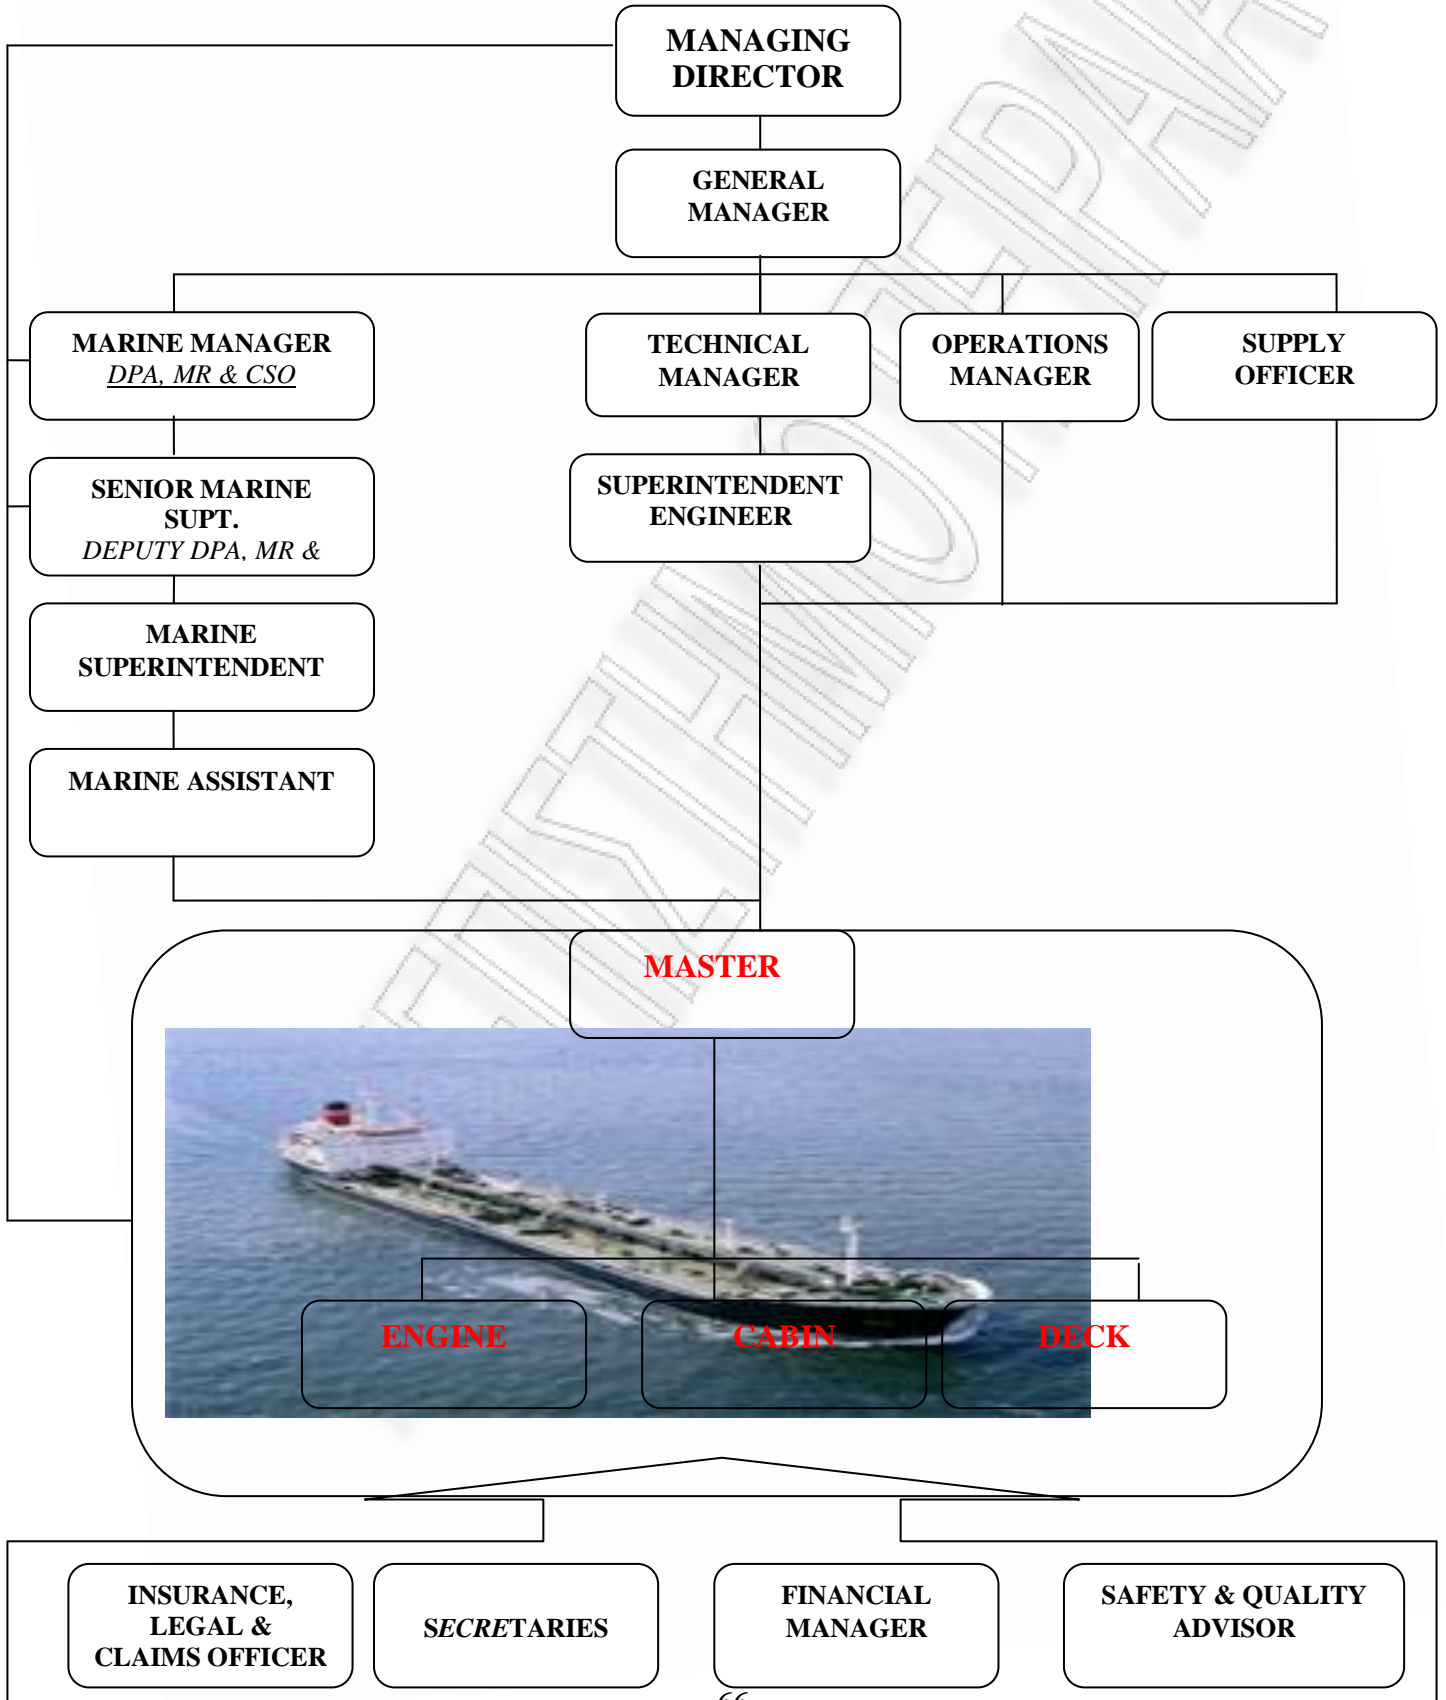 MANAGING
DIRECTOR
GENERAL
MANAGER
MARINE MANAGER
DPA, MR & CSO
TECHNICAL
MANAGER
OPERATIONS
MANAGER
SUPPLY
OFFICER
SENIOR MARINE
SUPT.
DEPUTY DPA, MR &
SUPERINTENDENT
ENGINEER
MARINE
SUPERINTENDENT
MARINE ASSISTANT
MASTER
ENGINE
CABIN
DECK
INSURANCE,
LEGAL &
CLAIMS OFFICER
SECRETARIES
FINANCIAL
MANAGER
SAFETY & QUALITY
ADVISOR
66